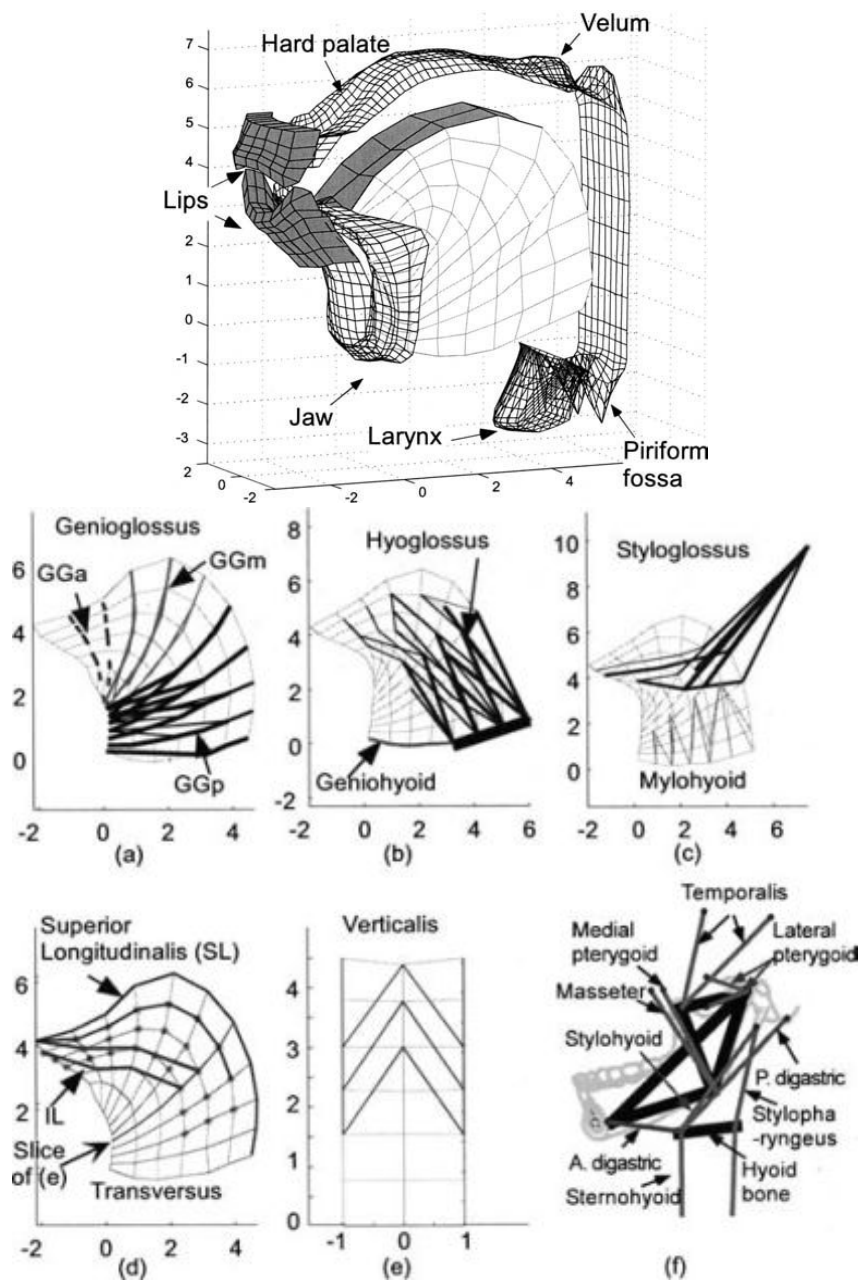 Hard palate
Velum
Lips
Jaw
Larynx
Piriform
fossa
7
6
5
4
3
2
1
0
-1
-2
-3
2
0
-2
-2
0
2
4
Genioglossus
GGa
GGm
GGp
6
4
2
0
-2
0
2
4
(a)
Hyoglossus
Geniohyoid
8
6
4
2
0
-2
-2
0
2
4
6
(b)
Styloglossus
Mylohyoid
10
8
6
4
2
0
-2
0
2
4
6
(c)
Superior
Longitudinalis (SL)
IL
Slice
of (e)
Transversus
6
4
2
0
-2
0
2
4
(d)
Verticalis
4
3
2
1
0
-1
0
1
(e)
Temporalis
Medial
pterygoid
Lateral
pterygoid
Masseter
Stylohyoid
P. digastric
Stylopha
-ryngeus
A. digastric
Hyoid
bone
Sternohyoid
(f)